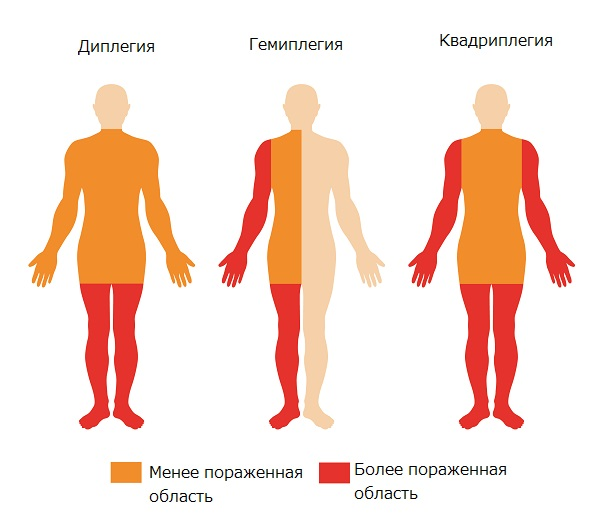 Диплегия
Гемиплегия
Квадриплегия
Менее пораженная
область
Более пораженная
область